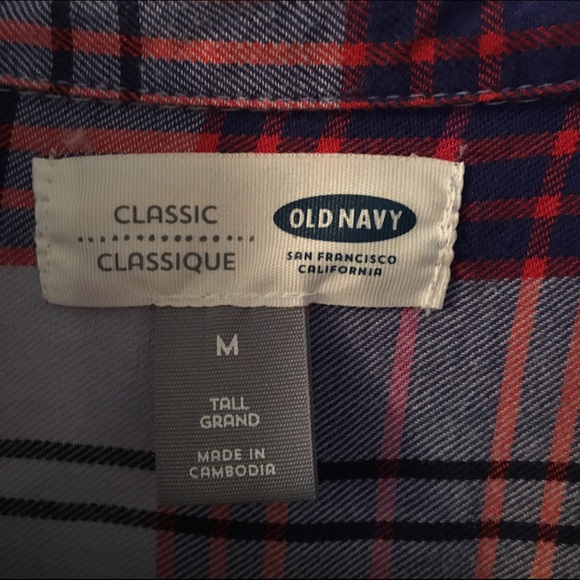 CLASSIC
CLASSIQUE
OLD NAVY
SAN FRANCISCO
CALIFORNIA
M
TALL
GRAND
MADE IN
CAMBODIA